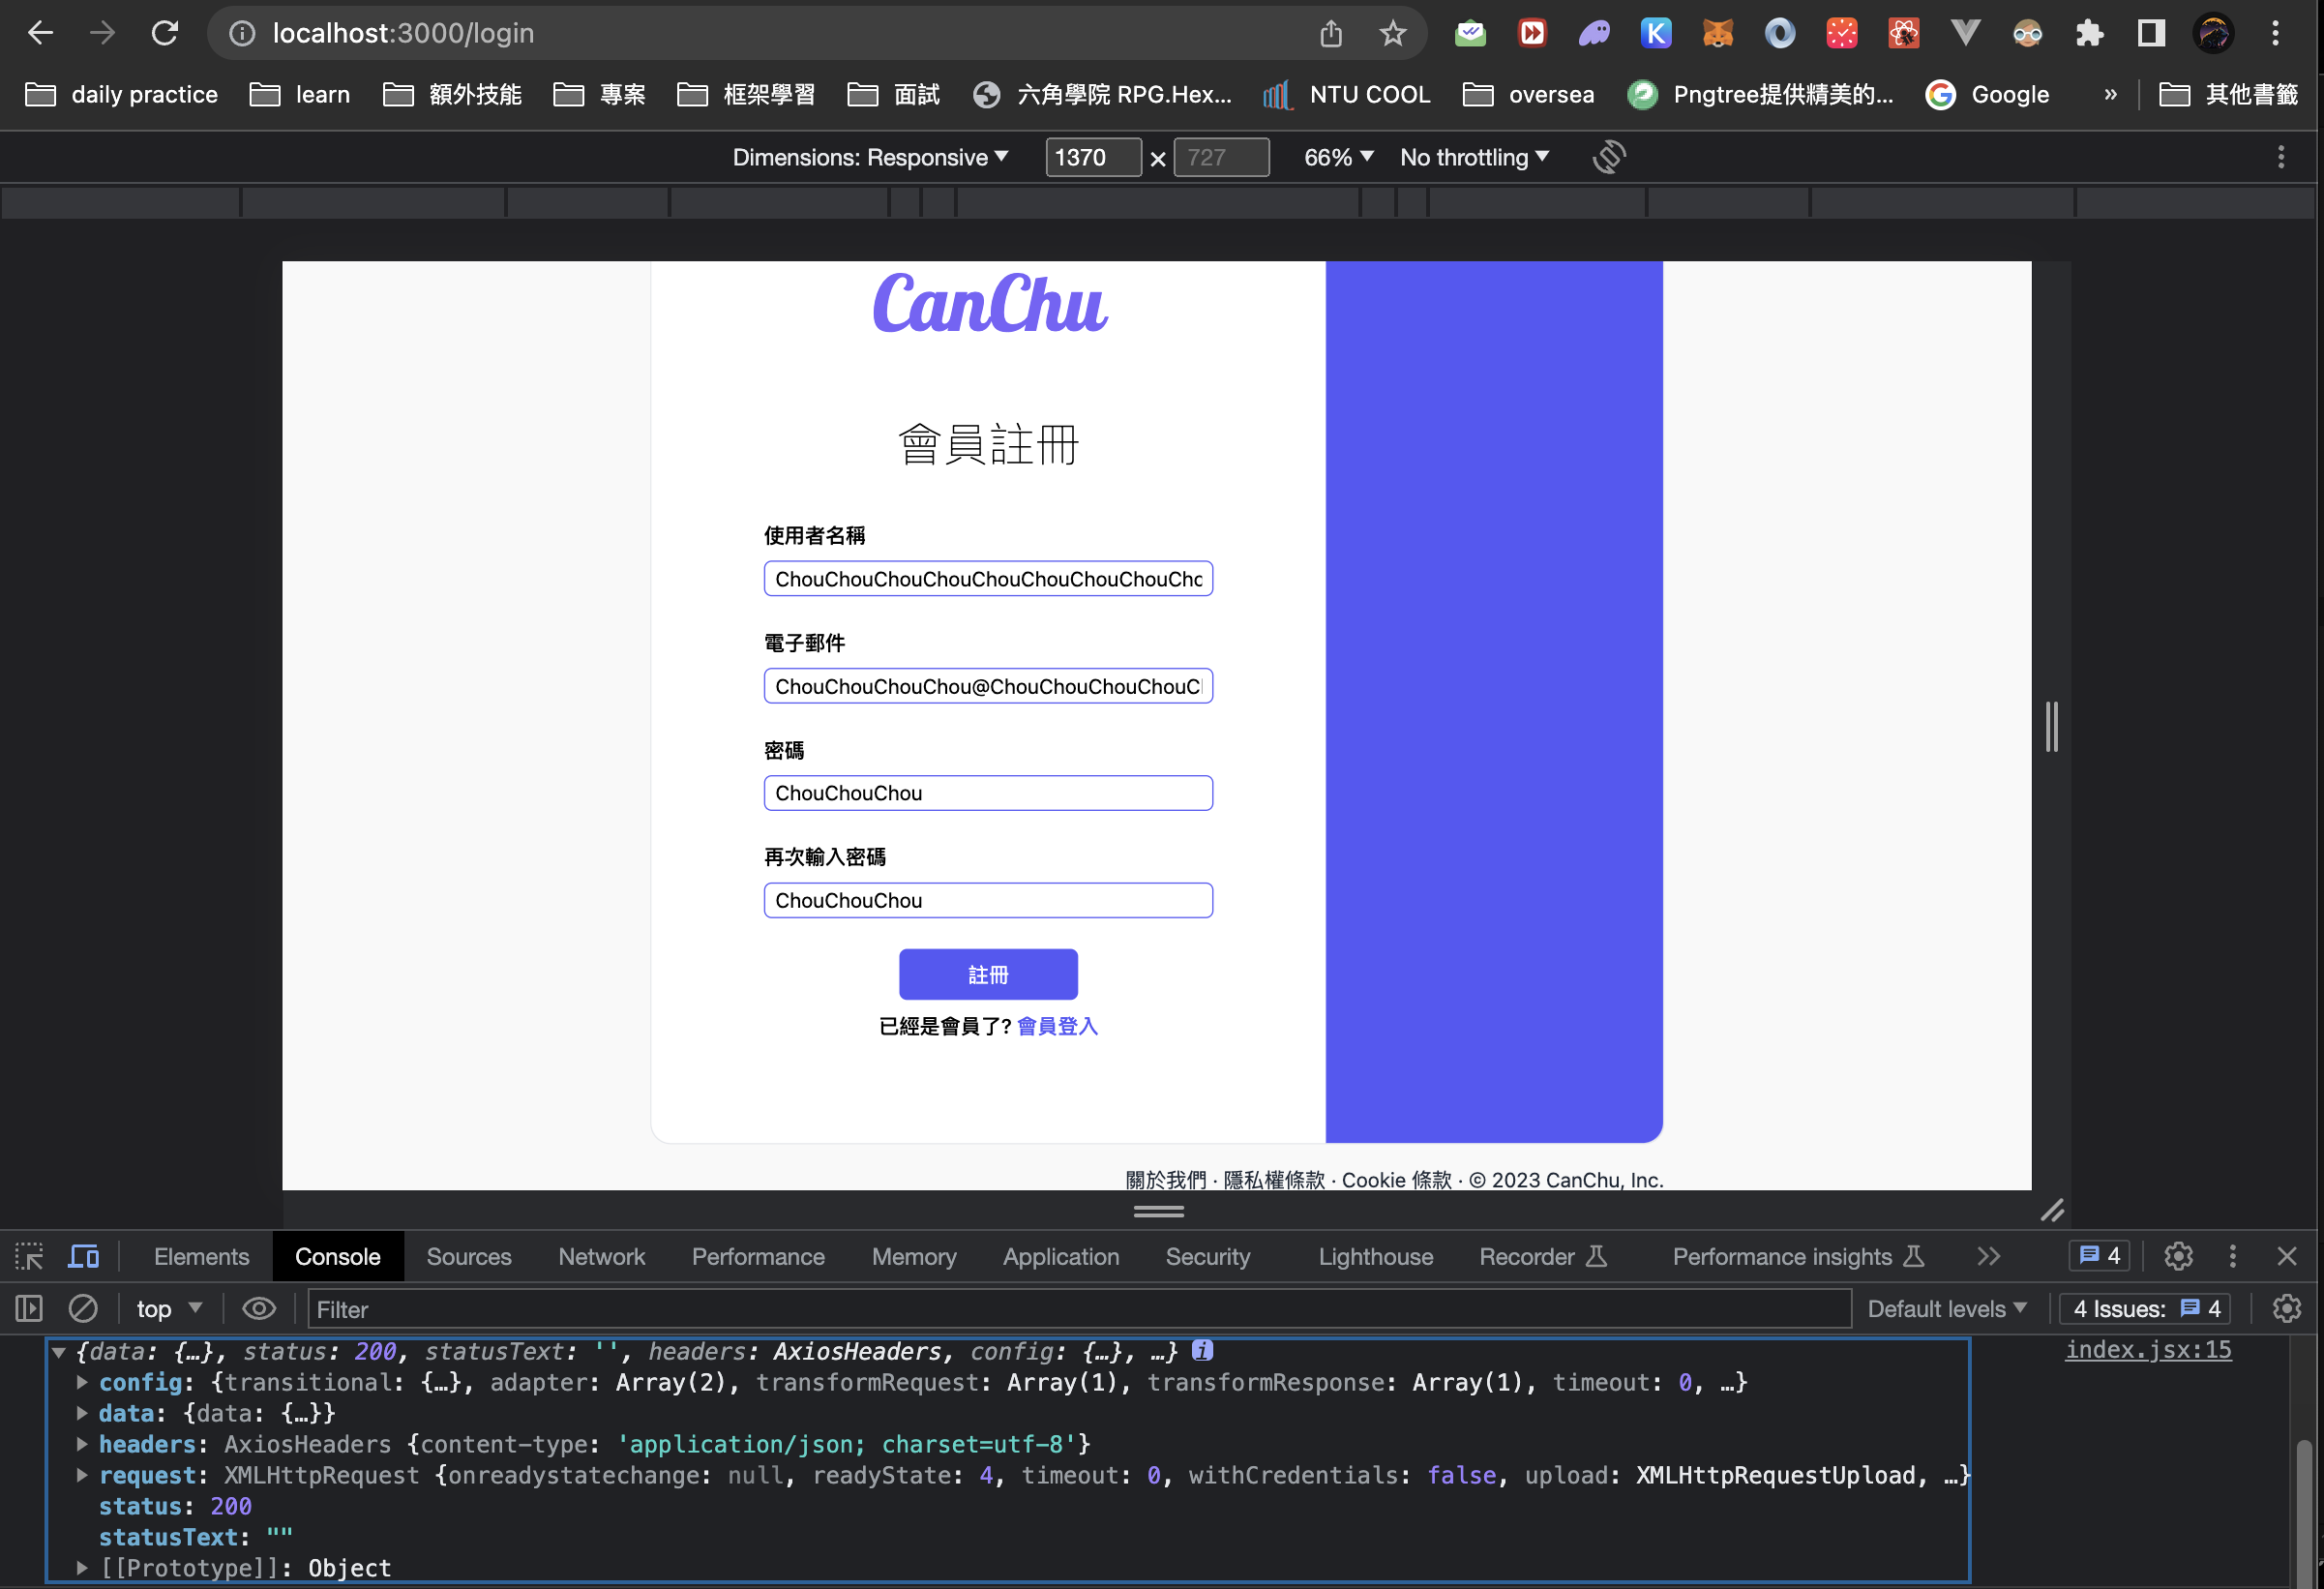 localhost:3000/login
daily practice
learn
額外技能
專案
框架學習
面試
六角學院 RPG.Hex...
NTU COOL
oversea
Pngtree提供精美的...
Google
»
其他書籤
Dimensions: Responsive
1370 × 727
66%
No throttling
CanChu
會員註冊
使用者名稱
ChouChouChouChouChouChouChouChouChc
電子郵件
ChouChouChouChou@ChouChouChouChouC
密碼
ChouChouChou
再次輸入密碼
ChouChouChou
註冊
已經是會員了? 會員登入
關於我們 · 隱私權條款 · Cookie 條款 · © 2023 CanChu, Inc.
Elements
Console
Sources
Network
Performance
Memory
Application
Security
Lighthouse
Recorder
Performance insights
4
top
Filter
Default levels
4 Issues: 4
{data: {…}, status: 200, statusText: '', headers: AxiosHeaders, config: {…}, …} i
index.jsx:15
config: {transitional: {…}, adapter: Array(2), transformRequest: Array(1), transformResponse: Array(1), timeout: 0, …}
data: {data: {…}}
headers: AxiosHeaders {content-type: 'application/json; charset=utf-8'}
request: XMLHttpRequest {onreadystatechange: null, readyState: 4, timeout: 0, withCredentials: false, upload: XMLHttpRequestUpload, …}
status: 200
statusText: ""
[[Prototype]]: Object